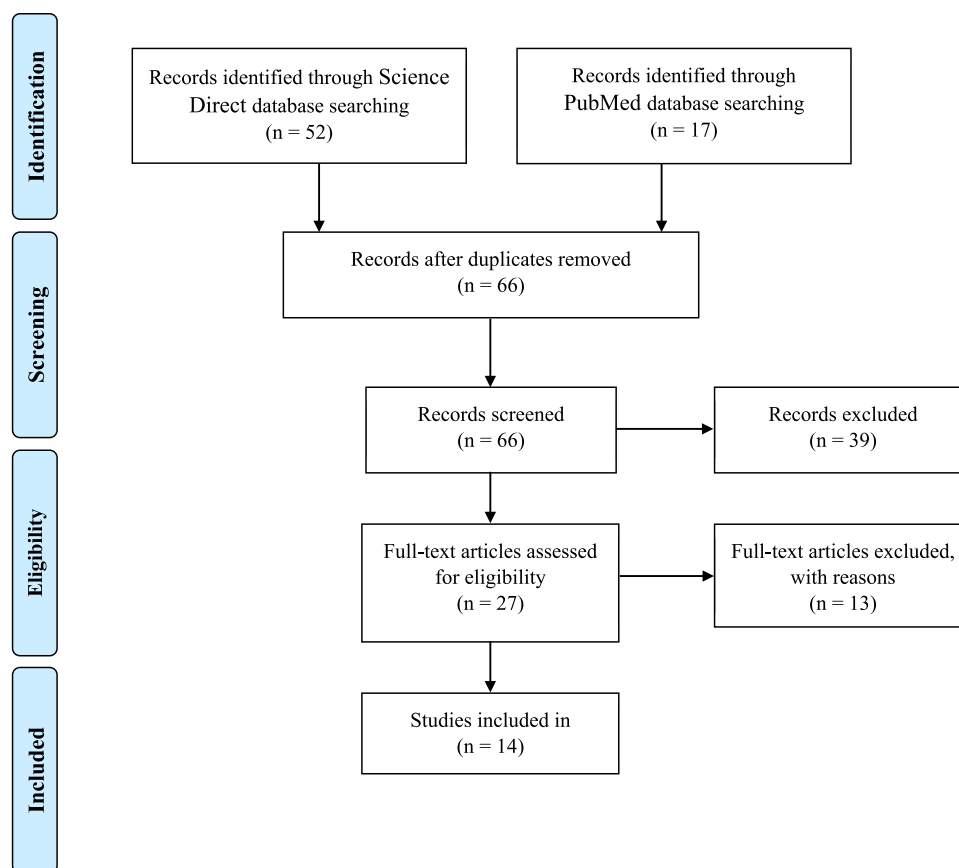 Identification
Records identified through Science
Direct database searching
(n = 52)
Records identified through
PubMed database searching
(n = 17)
Screening
Records after duplicates removed
(n = 66)
Records screened
(n = 66)
Records excluded
(n = 39)
Eligibility
Full-text articles assessed
for eligibility
(n = 27)
Full-text articles excluded,
with reasons
(n = 13)
Included
Studies included in
(n = 14)